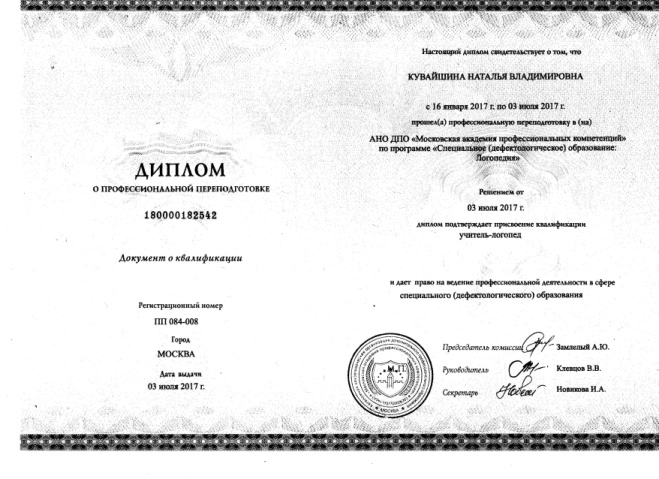 ДИПЛОМ
О ПРОФЕССИОНАЛЬНОЙ ПЕРЕПОДГОТОВКЕ
180000182542
Документ о квалификации
Регистрационный номер
ПП 084-008
Город
МОСКВА
Дата выдачи
03 июля 2017 г.
Настоящий диплом свидетельствует о том, что
КУВАЙШИНА НАТАЛЬЯ ВЛАДИМИРОВНА
с 16 января 2017 г. по 03 июля 2017 г.
прошел(а) профессиональную переподготовку в (на)
АНО ДПО «Московская академия профессиональных компетенций»
по программе «Специальное (дефектологическое) образование:
Логопедия»
Решением от
03 июля 2017 г.
диплом подтверждает присвоение квалификации
учитель-логопед
и дает право на ведение профессиональной деятельности в сфере
специального (дефектологического) образования
Председатель комиссии Замлелый А.Ю.
М.П.
Руководитель Клевцов В.В.
Секретарь Новикова И.А.
МОСКВА